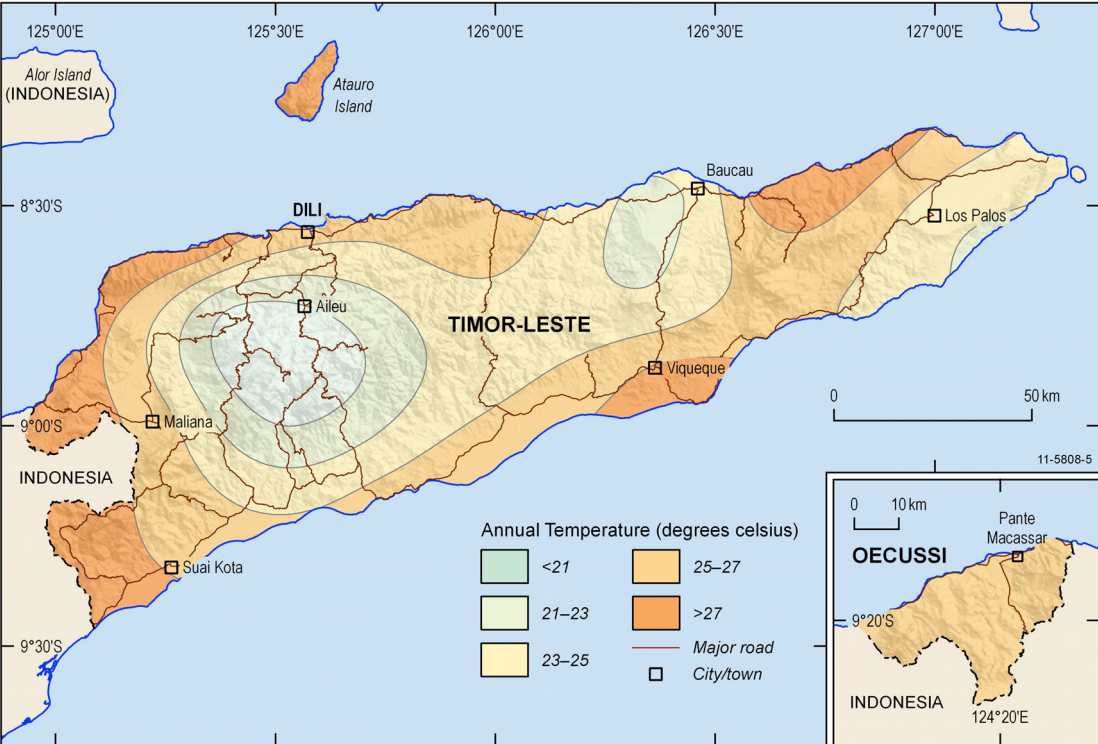 125°00'E
125°30'E
126°00'E
126°30'E
127°00'E
Alor Island
(INDONESIA)
Atauro
Island
Baucau
8°30'S
DILI
Los Palos
Aileu
TIMOR-LESTE
Viqueque
0
50 km
Maliana
9°00'S
11-5808-5
INDONESIA
0
10 km
Pante
Macassar
Annual Temperature (degrees celsius)
OECUSSI
Suai Kota
<21
25–27
21–23
>27
9°20'S
9°30'S
Major road
23–25
City/town
INDONESIA
124°20'E